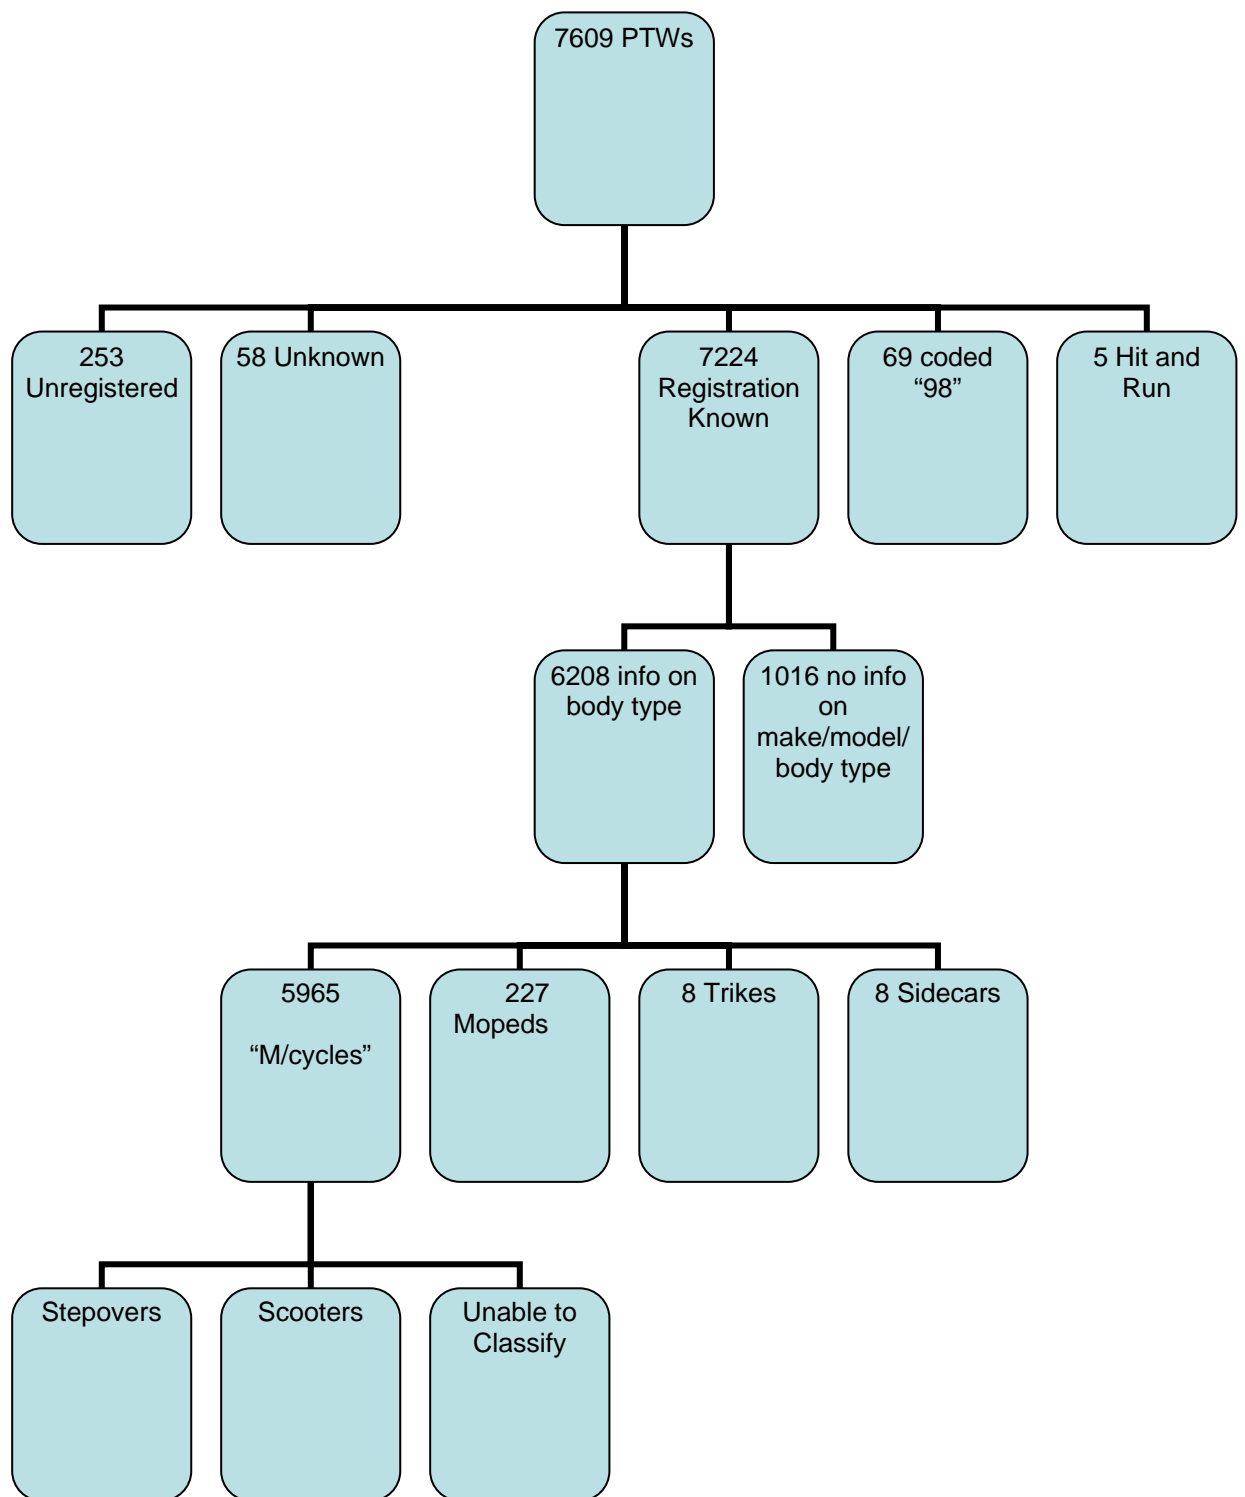 7609 PTWs
253
Unregistered
58 Unknown
7224
Registration
Known
69 coded
“98”
5 Hit and
Run
6208 info on
body type
1016 no info
on
make/model/
body type
5965
“M/cycles”
227
Mopeds
8 Trikes
8 Sidecars
Stepovers
Scooters
Unable to
Classify